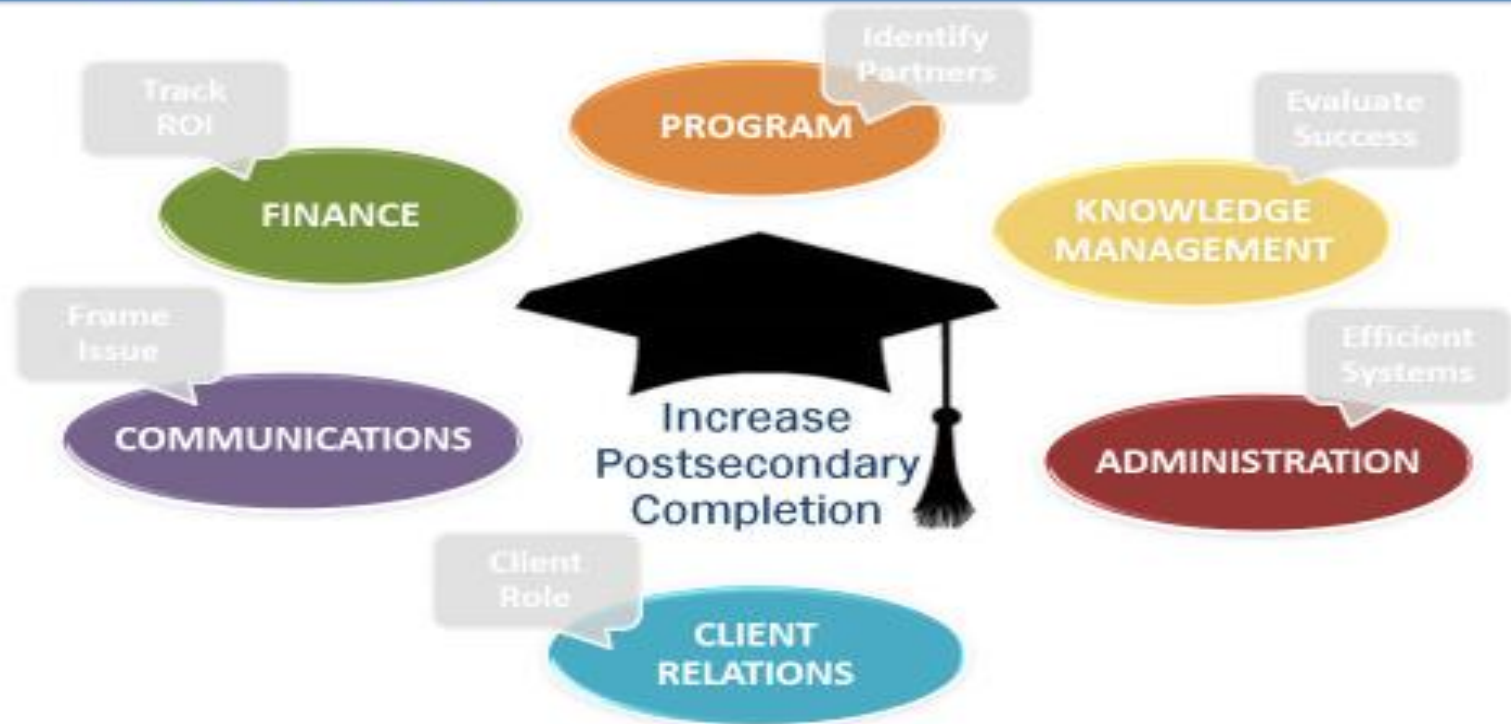 Identify
Partners
PROGRAM
Track
ROI
FINANCE
Evaluate
Success
KNOWLEDGE
MANAGEMENT
Frame
Issue
COMMUNICATIONS
Increase
Postsecondary
Completion
Efficient
Systems
ADMINISTRATION
Client
Role
CLIENT
RELATIONS